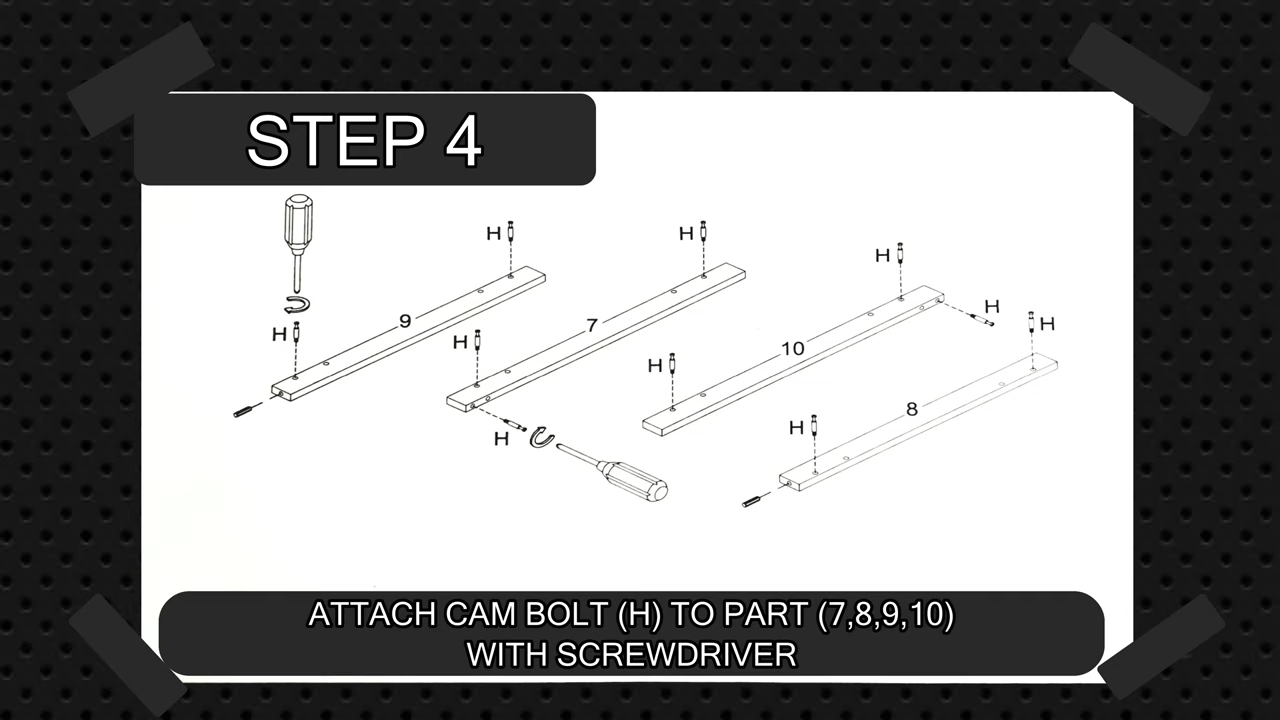 STEP 4
H
H
H
H
H
9
7
H
H
H
10
H
H
8
H
ATTACH CAM BOLT (H) TO PART (7,8,9,10)
WITH SCREWDRIVER